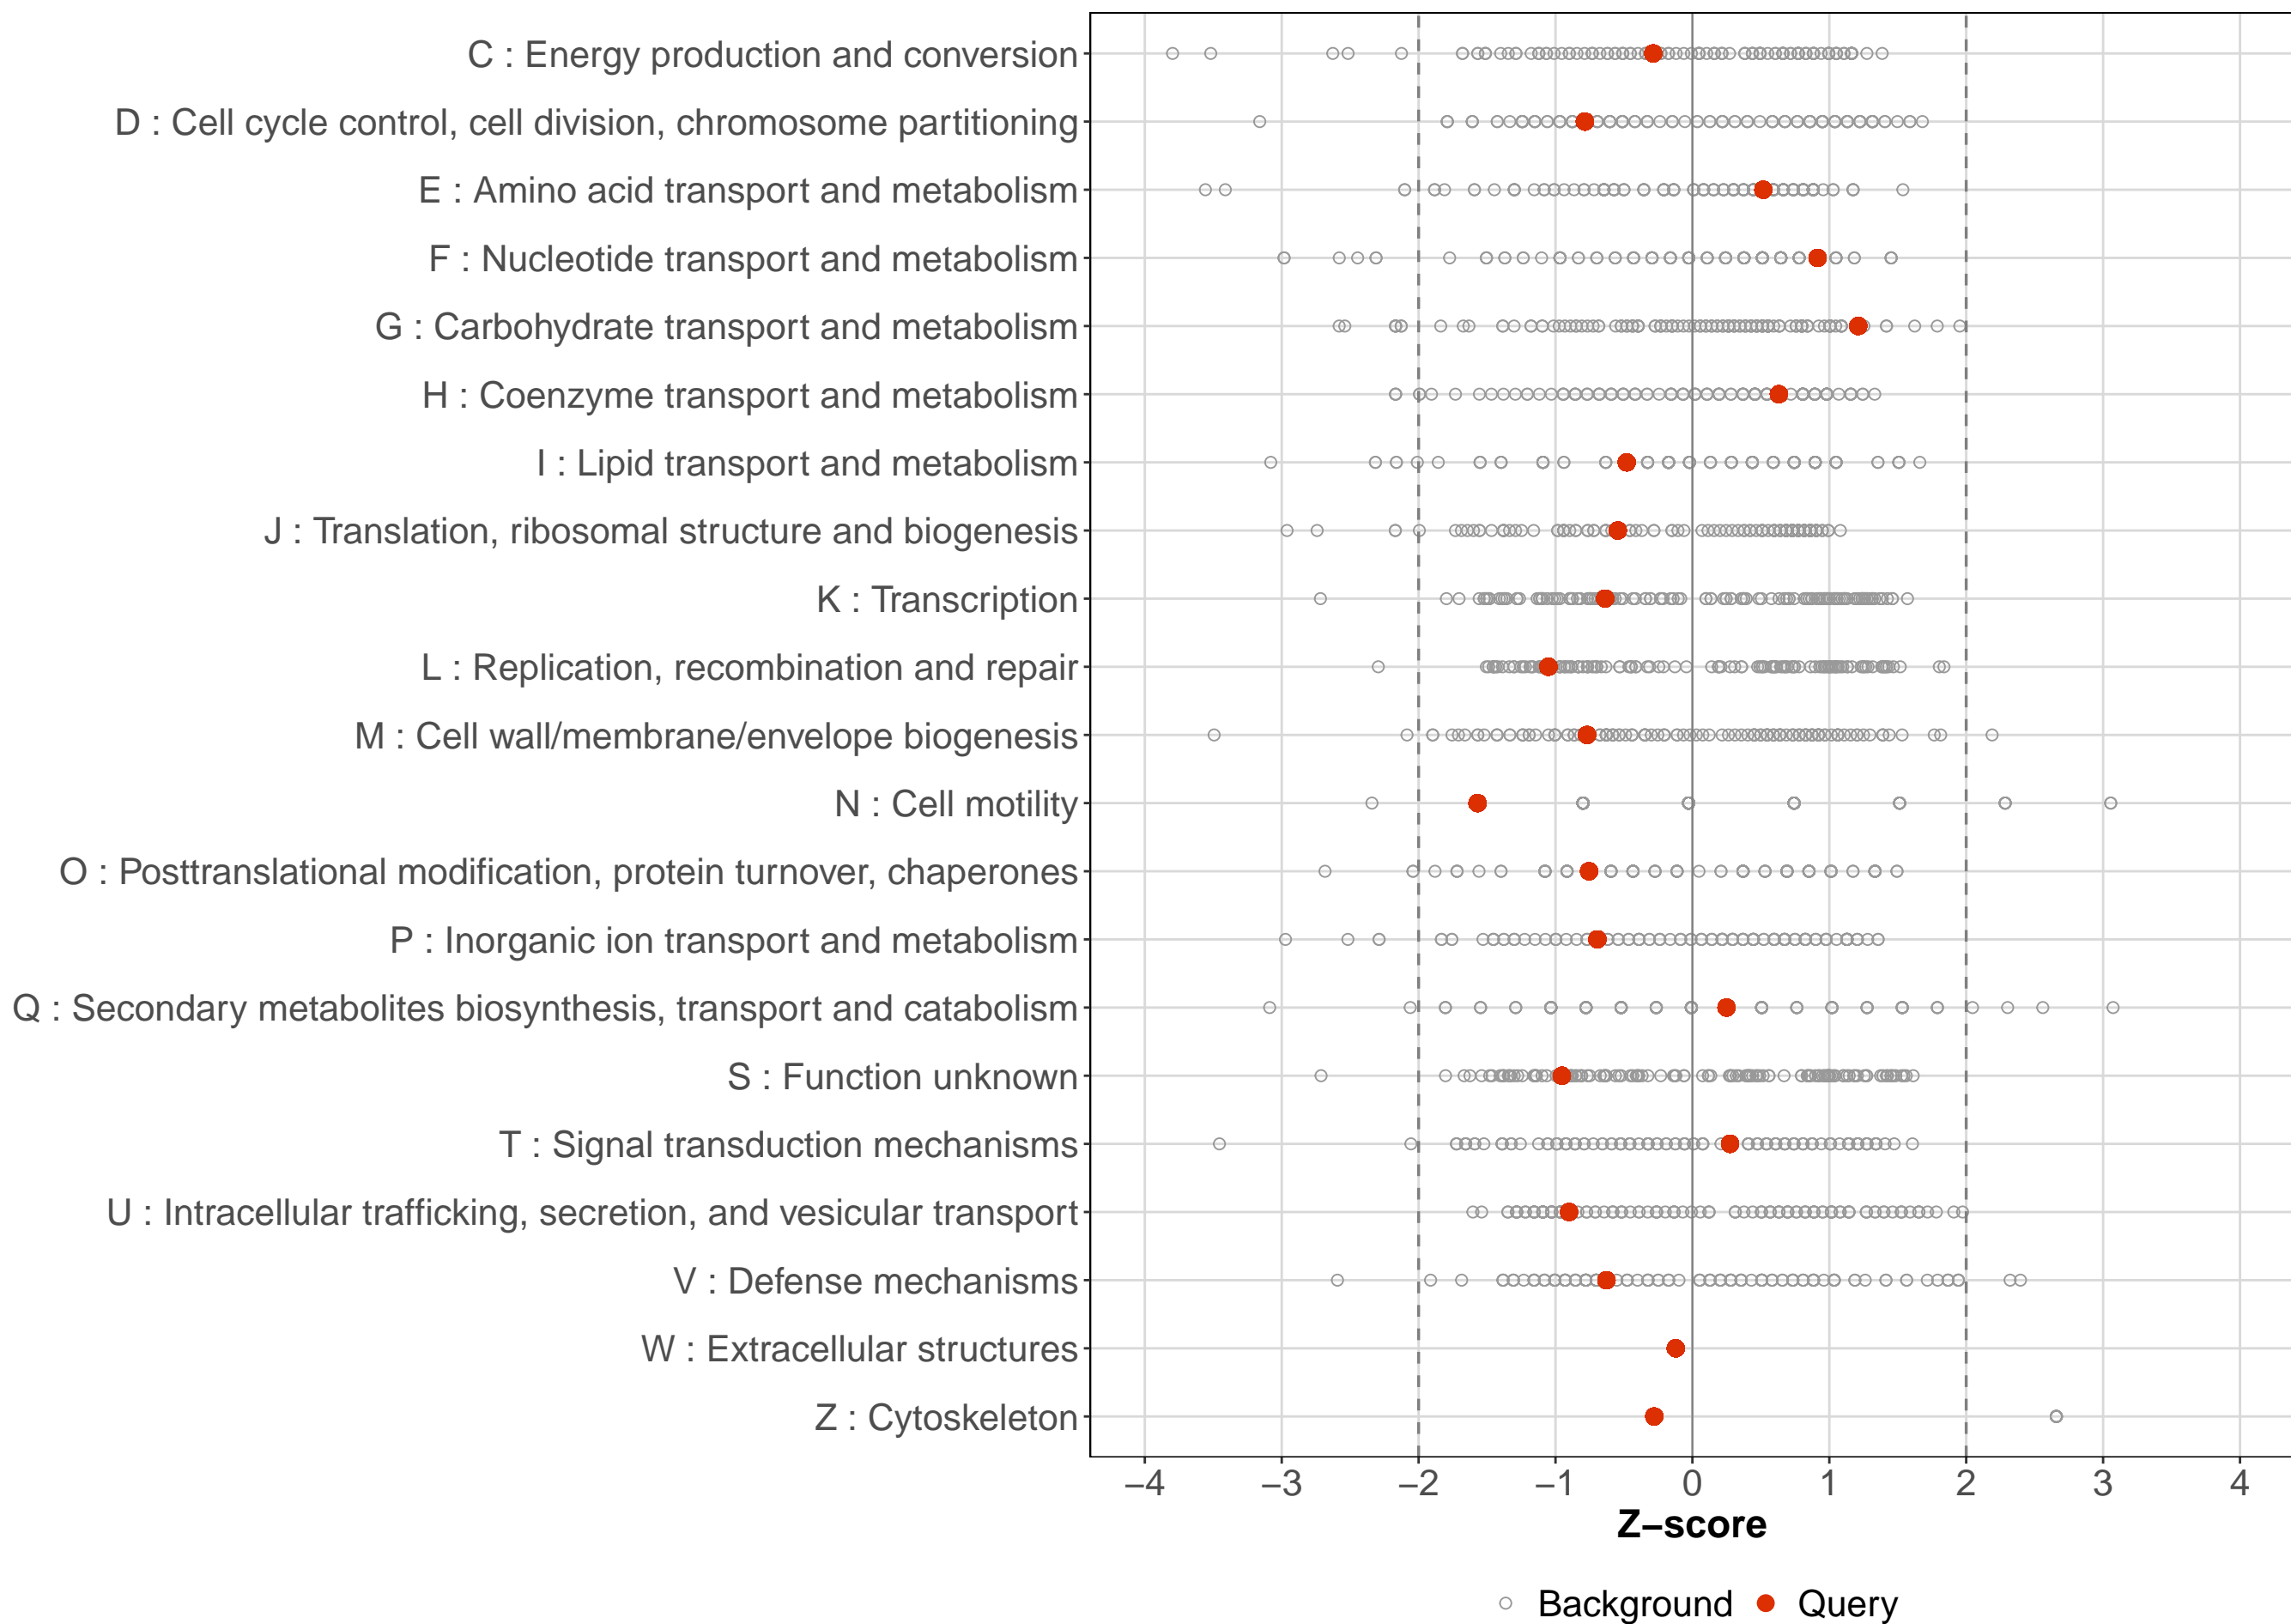 C : Energy production and conversion
D : Cell cycle control, cell division, chromosome partitioning
E : Amino acid transport and metabolism
F : Nucleotide transport and metabolism
G : Carbohydrate transport and metabolism
H : Coenzyme transport and metabolism
I : Lipid transport and metabolism
J : Translation, ribosomal structure and biogenesis
K : Transcription
L : Replication, recombination and repair
M : Cell wall/membrane/envelope biogenesis
N : Cell motility
O : Posttranslational modification, protein turnover, chaperones
P : Inorganic ion transport and metabolism
Q : Secondary metabolites biosynthesis, transport and catabolism
S : Function unknown
T : Signal transduction mechanisms
U : Intracellular trafficking, secretion, and vesicular transport
V : Defense mechanisms
W : Extracellular structures
Z : Cytoskeleton
−4 −3 −2 −1 0 1 2 3 4
Z−score
Background Query